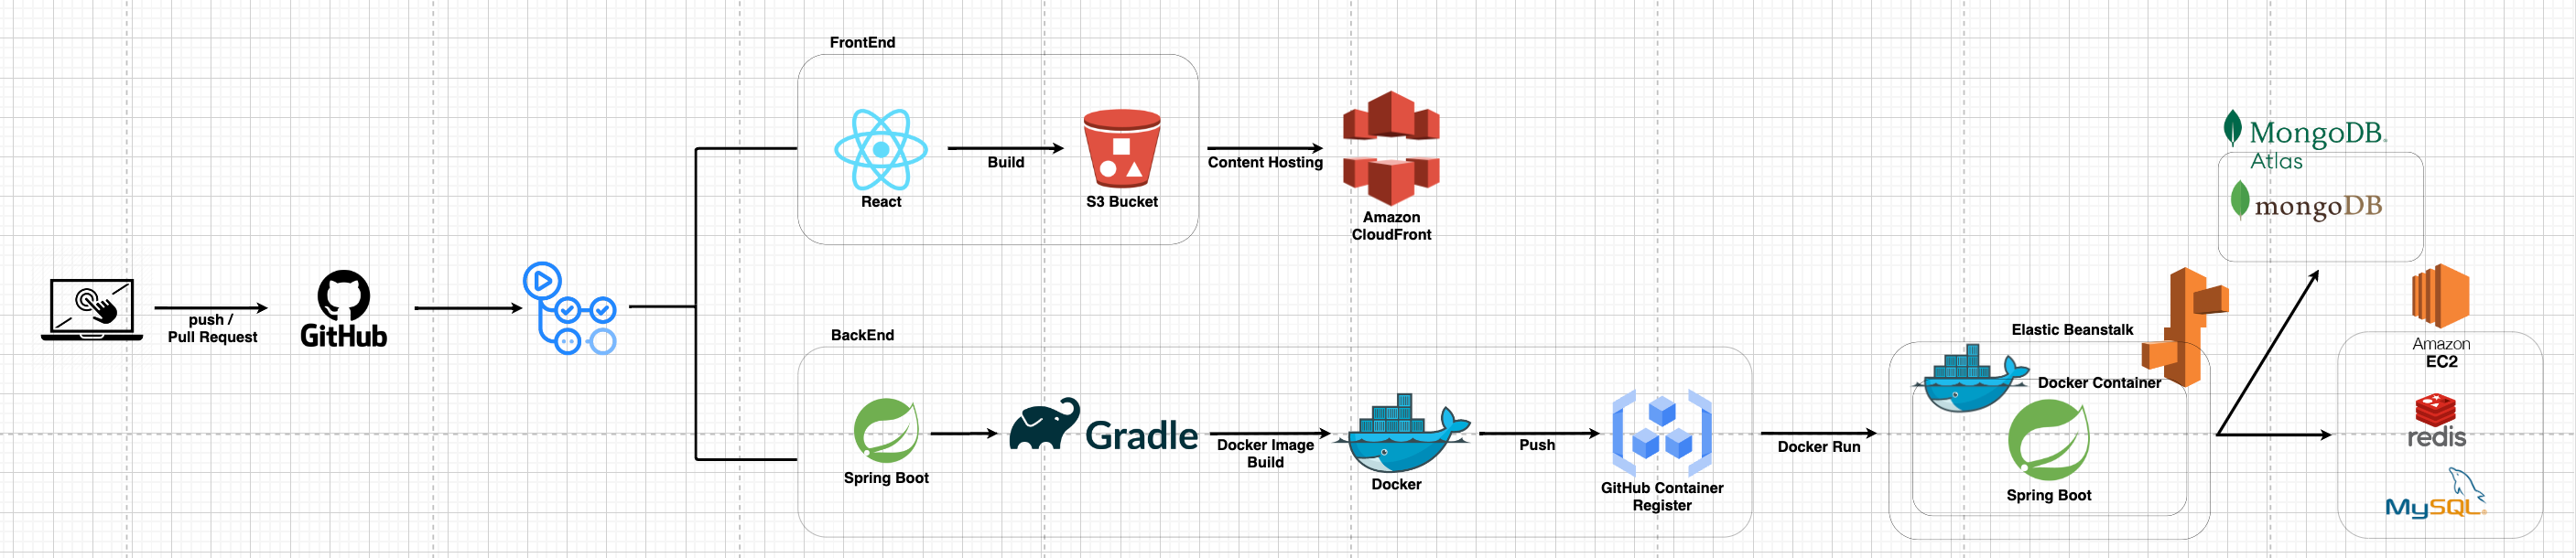 FrontEnd
React
Build
S3 Bucket
Content Hosting
Amazon
CloudFront
push /
Pull Request
GitHub
BackEnd
Spring Boot
Gradle
Docker Image
Build
Docker
Push
GitHub Container
Register
Docker Run
Elastic Beanstalk
Docker Container
Spring Boot
MongoDB
Atlas
mongoDB
Amazon
EC2
redis
MySQL